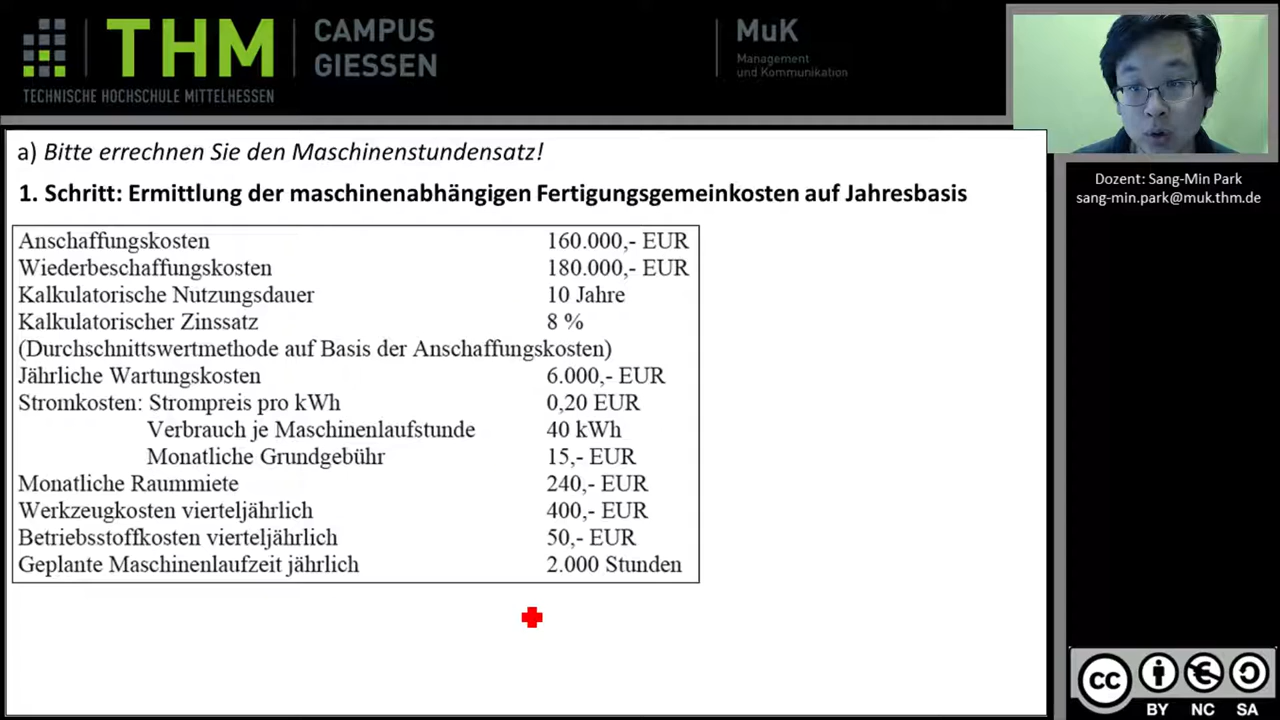 THM
CAMPUS
GIESSEN
TECHNISCHE HOCHSCHULE MITTELHESSEN
MuK
Management
und Kommunikation
a) Bitte errechnen Sie den Maschinenstundensatz!
1. Schritt: Ermittlung der maschinenabhängigen Fertigungsgemeinkosten auf Jahresbasis
Anschaffungskosten 160.000,- EUR
Wiederbeschaffungskosten 180.000,- EUR
Kalkulatorische Nutzungsdauer 10 Jahre
Kalkulatorischer Zinssatz 8 %
(Durchschnittswertmethode auf Basis der Anschaffungskosten)
Jährliche Wartungskosten 6.000,- EUR
Stromkosten: Strompreis pro kWh 0,20 EUR
Verbrauch je Maschinenlaufstunde 40 kWh
Monatliche Grundgebühr 15,- EUR
Monatliche Raummiete 240,- EUR
Werkzeugkosten vierteljährlich 400,- EUR
Betriebsstoffkosten vierteljährlich 50,- EUR
Geplante Maschinenlaufzeit jährlich 2.000 Stunden
Dozent: Sang-Min Park
sang-min.park@muk.thm.de
CC
BY NC SA